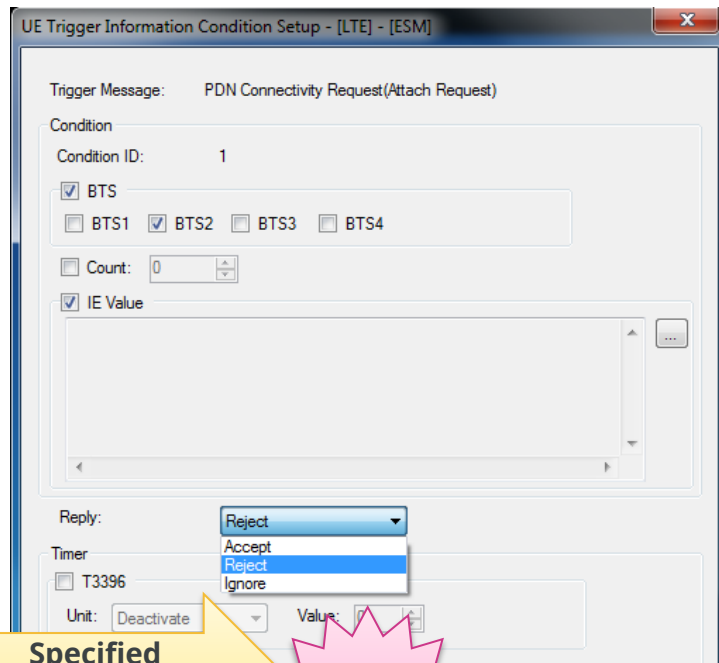 UE Trigger Information Condition Setup - [LTE] - [ESM]
Trigger Message: PDN Connectivity Request(Attach Request)
Condition
Condition ID: 1
BTS
BTS1 BTS2 BTS3 BTS4
Count: 0
IE Value
...
Reply: Reject
Accept
Reject
Ignore
Timer
T3396
Unit: Deactivate Value:
Specified